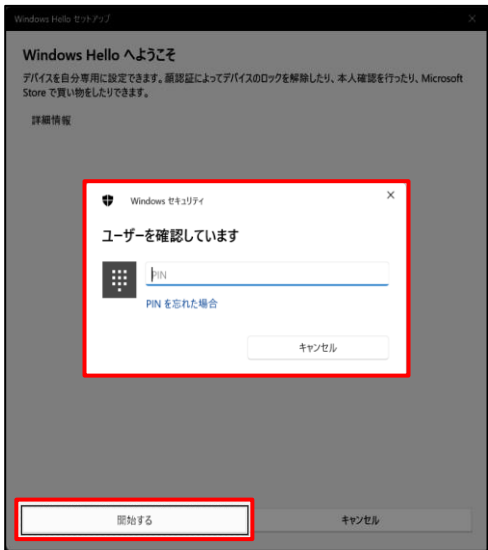 Windows Hello セットアップ
Windows Hello へようこそ
デバイスを自分専用に設定できます。顔認証によってデバイスのロックを解除したり、本人確認を行ったり、Microsoft
Store で買い物をしたりできます。
詳細情報
Windows セキュリティ
ユーザーを確認しています
PIN
PIN を忘れた場合
キャンセル
開始する
キャンセル